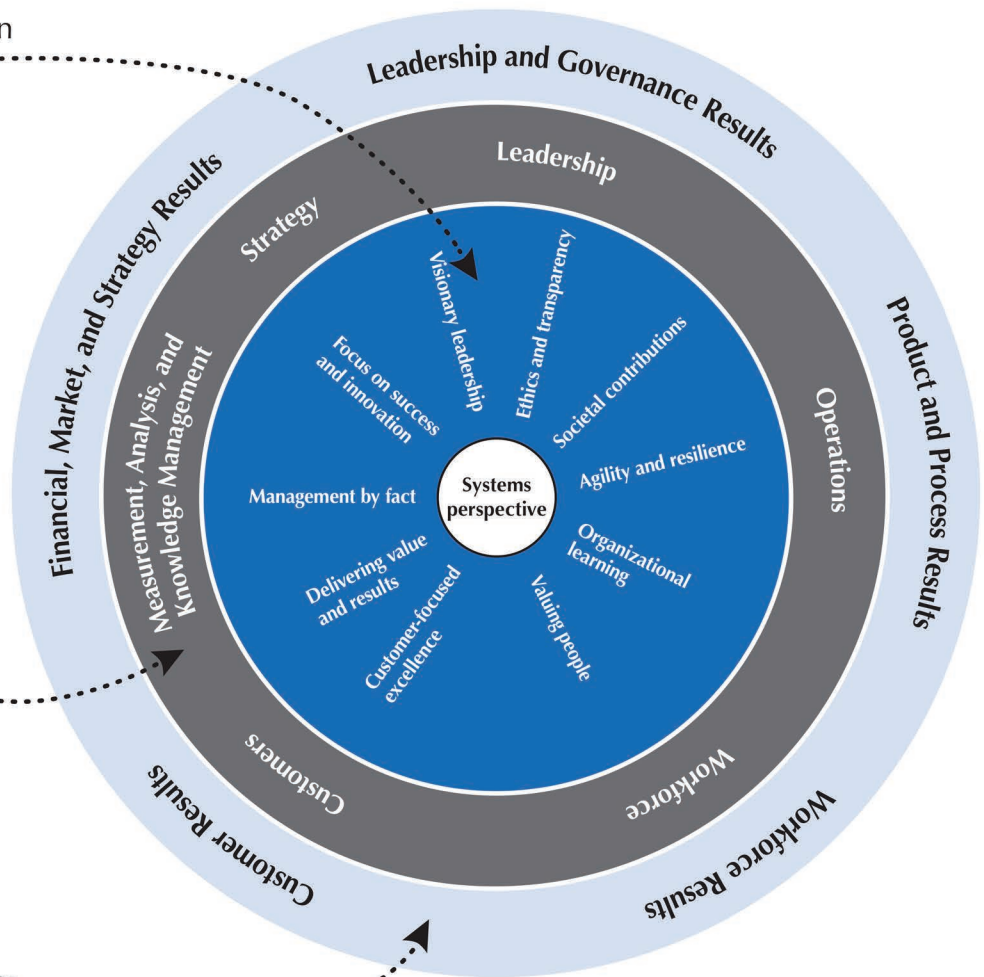 n
Leadership and Governance Results
Financial, Market, and Strategy Results
Product and Process Results
Customer Results
Workforce Results
Leadership
Strategy
Measurement, Analysis, and
Knowledge Management
Operations
Customers
Workforce
Visionary leadership
Ethics and transparency
Focus on success
and innovation
Societal contributions
Management by fact
Systems
perspective
Agility and resilience
Delivering value
and results
Organizational
learning
Customer-focused
excellence
Valuing people